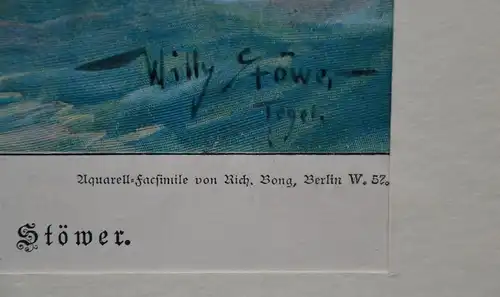 Willy Stöwer
Tegel.
Aquarell-Facsimile von Rich. Bong, Berlin W. 57.
Stöwer.